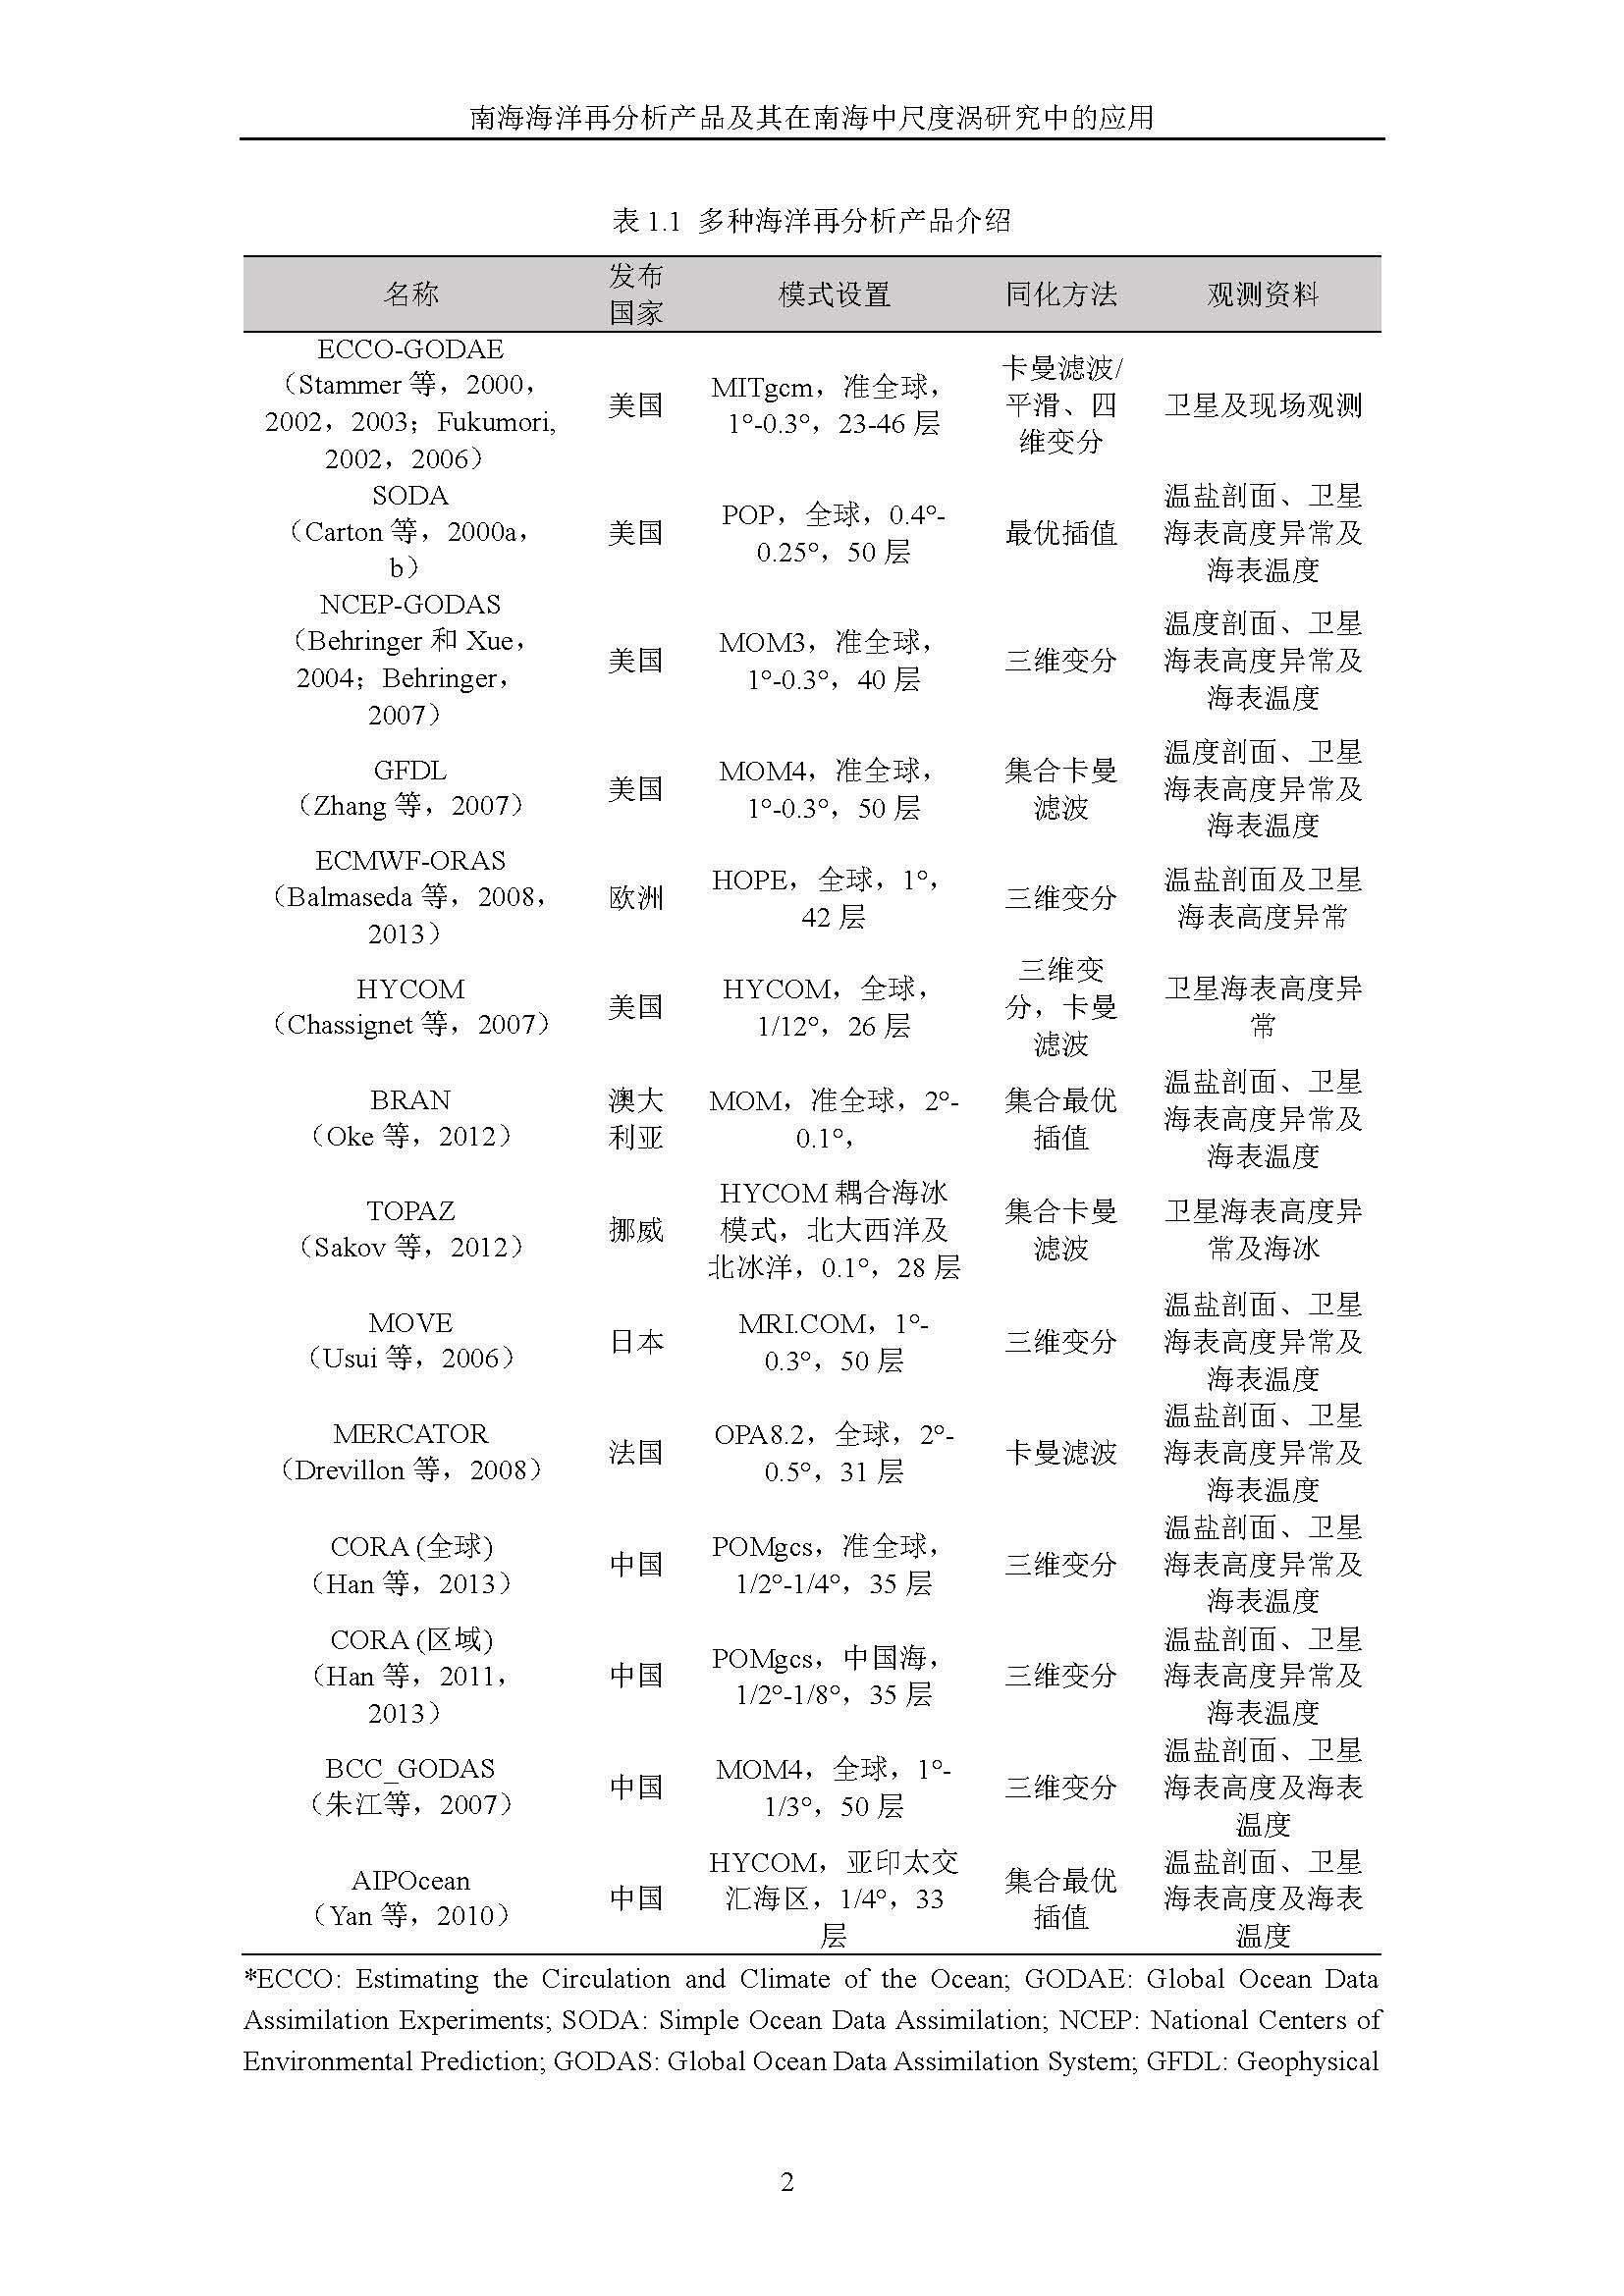 南海海洋再分析产品及其在南海中尺度涡研究中的应用
表 1.1 多种海洋再分析产品介绍
名称
发布
国家
模式设置
同化方法
观测资料
ECCO-GODAE
（Stammer 等，2000，
2002，2003；Fukumori,
2002，2006）
美国
MITgcm，准全球，
1°-0.3°，23-46 层
卡曼滤波/
平滑、四
维变分
卫星及现场观测
SODA
（Carton 等，2000a，
b）
美国
POP，全球，0.4°-
0.25°，50 层
最优插值
温盐剖面、卫星
海表高度异常及
海表温度
NCEP-GODAS
（Behringer 和 Xue，
2004；Behringer，
2007）
美国
MOM3，准全球，
1°-0.3°，40 层
三维变分
温度剖面、卫星
海表高度异常及
海表温度
GFDL
（Zhang 等，2007）
美国
MOM4，准全球，
1°-0.3°，50 层
集合卡曼
滤波
温度剖面、卫星
海表高度异常及
海表温度
ECMWF-ORAS
（Balmaseda 等，2008，
2013）
欧洲
HOPE，全球，1°，
42 层
三维变分
温盐剖面及卫星
海表高度异常
HYCOM
（Chassignet 等，2007）
美国
HYCOM，全球，
1/12°，26 层
三维变
分，卡曼
滤波
卫星海表高度异
常
BRAN
（Oke 等，2012）
澳大
利亚
MOM，准全球，2°-
0.1°，
集合最优
插值
温盐剖面、卫星
海表高度异常及
海表温度
TOPAZ
（Sakov 等，2012）
挪威
HYCOM 耦合海冰
模式，北大西洋及
北冰洋，0.1°，28 层
集合卡曼
滤波
卫星海表高度异
常及海冰
MOVE
（Usui 等，2006）
日本
MRI.COM，1°-
0.3°，50 层
三维变分
温盐剖面、卫星
海表高度异常及
海表温度
MERCATOR
（Drevillon 等，2008）
法国
OPA8.2，全球，2°-
0.5°，31 层
卡曼滤波
温盐剖面、卫星
海表高度异常及
海表温度
CORA (全球)
（Han 等，2013）
中国
POMgcs，准全球，
1/2°-1/4°，35 层
三维变分
温盐剖面、卫星
海表高度异常及
海表温度
CORA (区域)
（Han 等，2011，
2013）
中国
POMgcs，中国海，
1/2°-1/8°，35 层
三维变分
温盐剖面、卫星
海表高度异常及
海表温度
BCC_GODAS
（朱江等，2007）
中国
MOM4，全球，1°-
1/3°，50 层
三维变分
温盐剖面、卫星
海表高度及海表
温度
AIPOcean
（Yan 等，2010）
中国
HYCOM，亚印太交
汇海区，1/4°，33
层
集合最优
插值
温盐剖面、卫星
海表高度及海表
温度
*ECCO: Estimating the Circulation and Climate of the Ocean; GODAE: Global Ocean Data
Assimilation Experiments; SODA: Simple Ocean Data Assimilation; NCEP: National Centers of
Environmental Prediction; GODAS: Global Ocean Data Assimilation System; GFDL: Geophysical
2